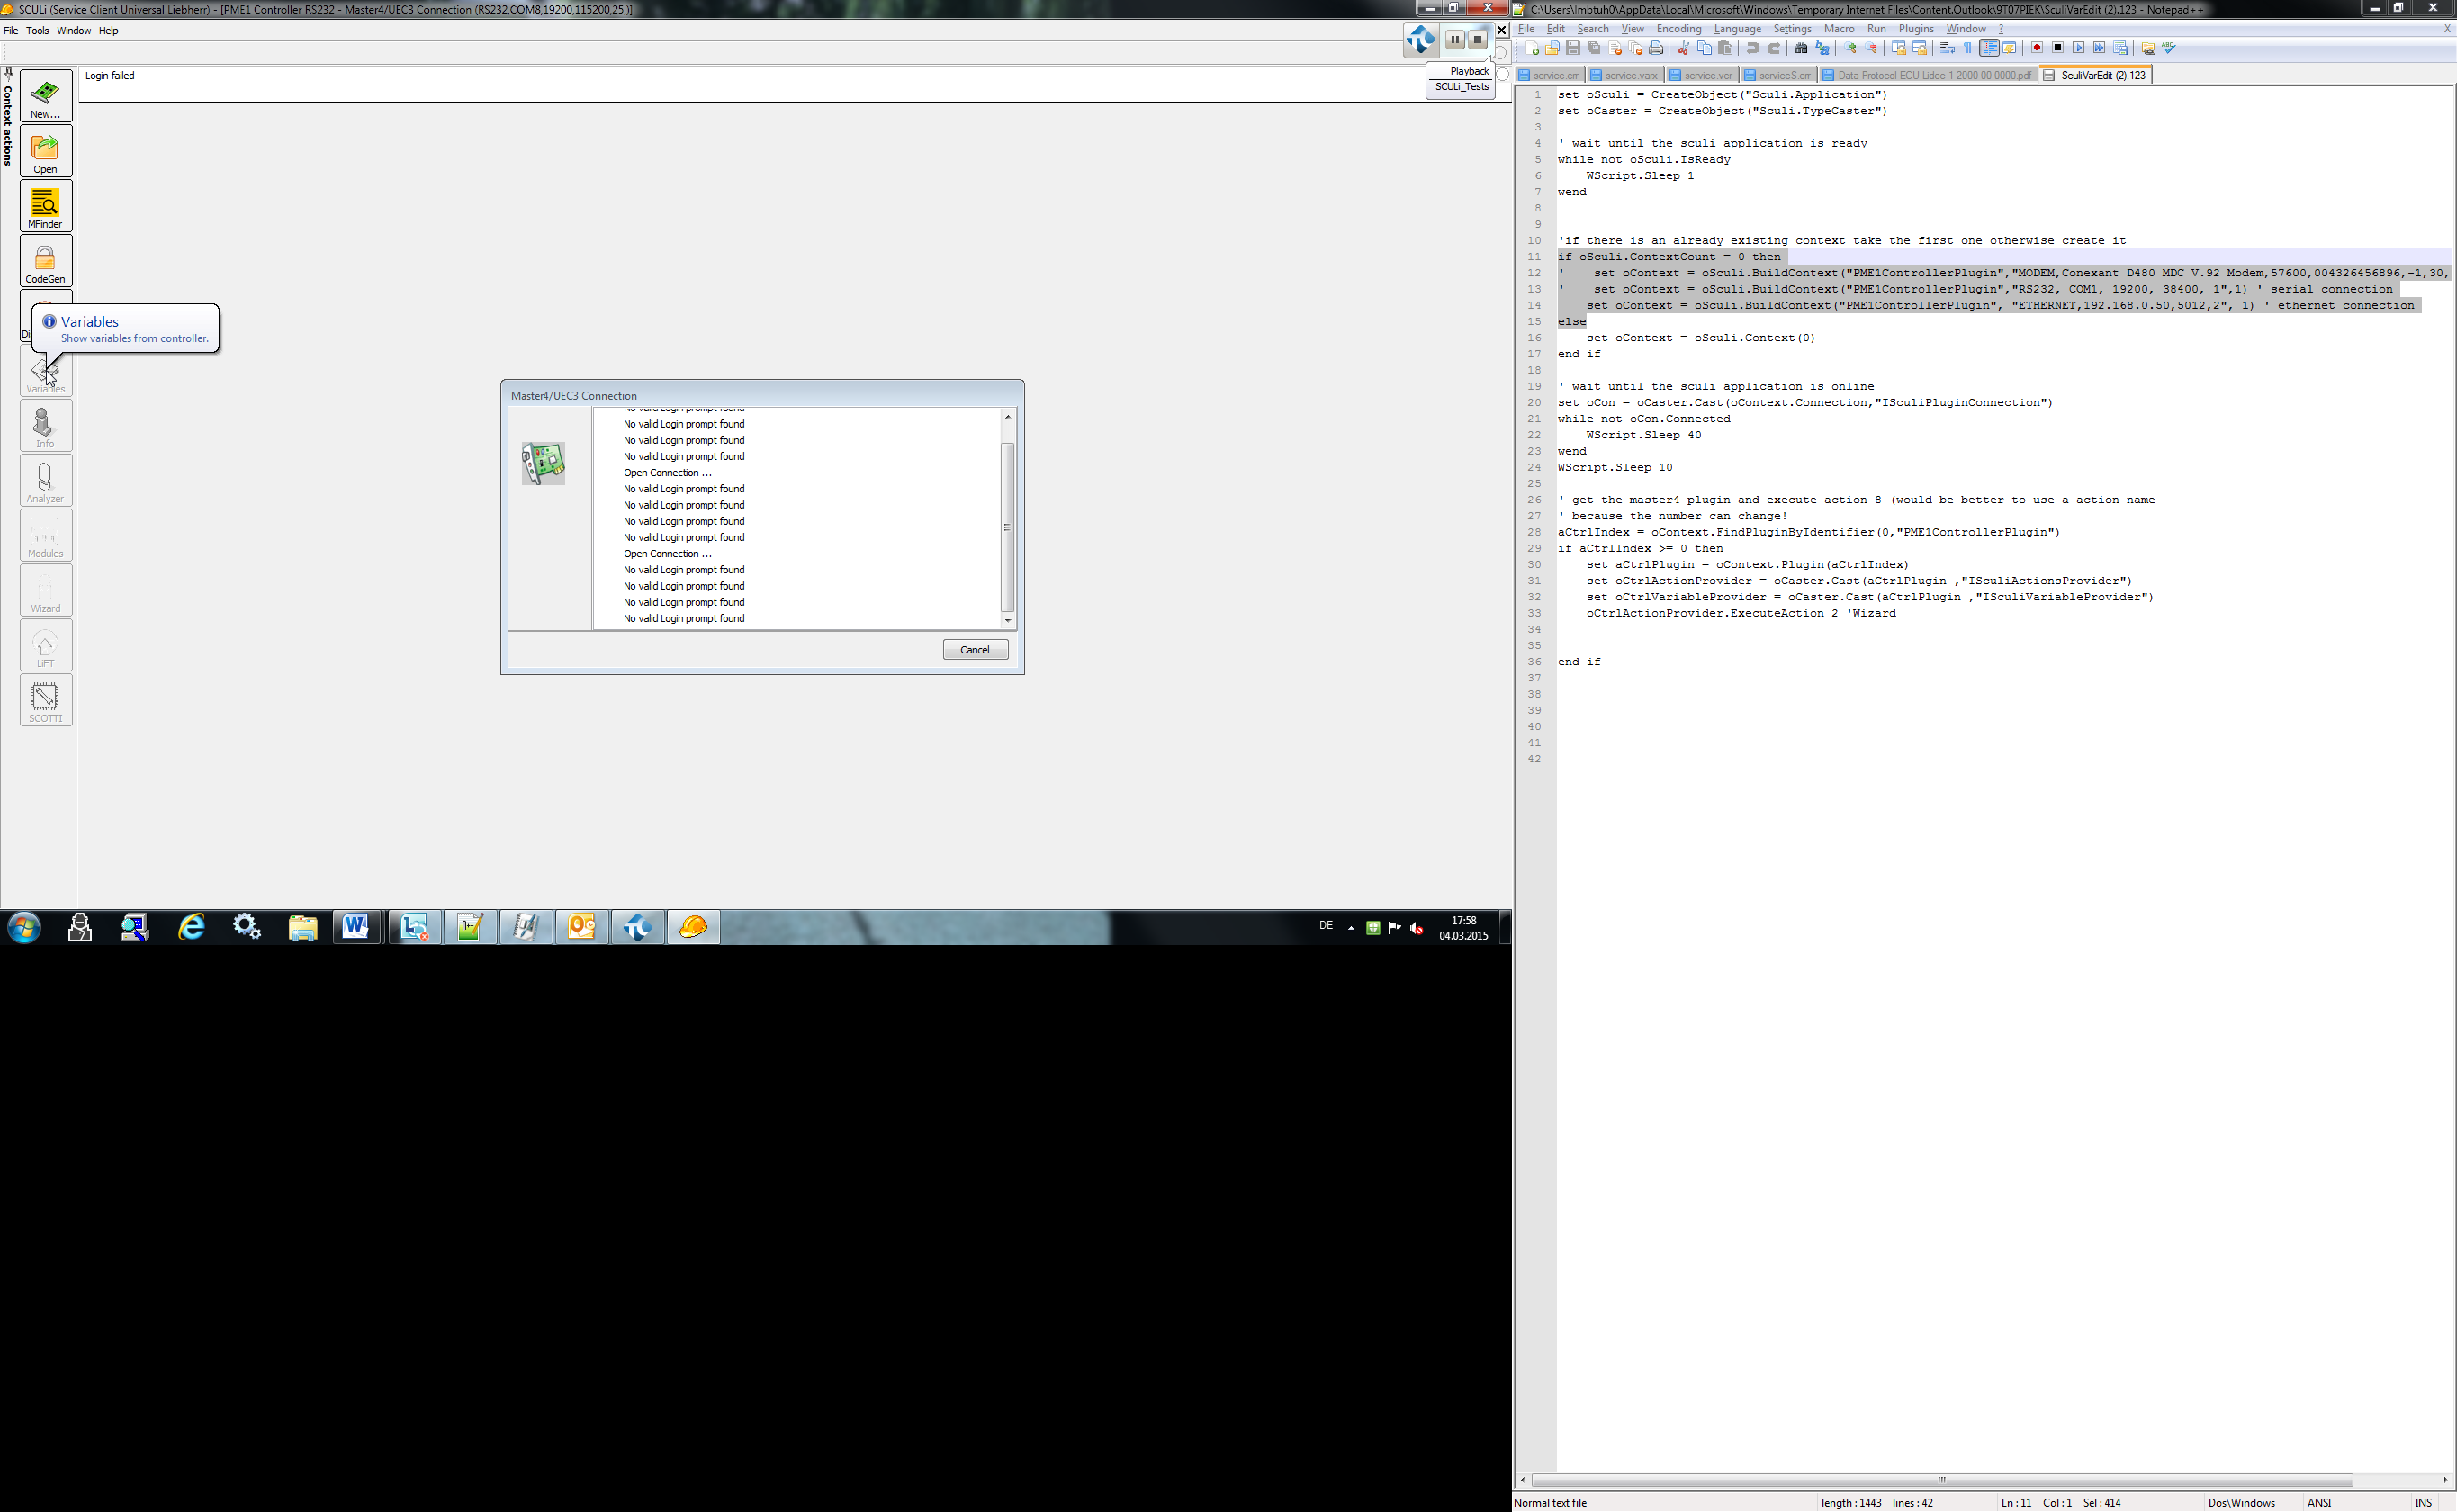 SCULi (Service Client Universal Liebherr) - [PME1 Controller RS232 - Master4/UEC3 Connection (RS232,COM8,19200,115200,25,)]
File Tools Window Help
Playback
SCULi_Tests
Context actions
Login failed
New...
Open
MFinder
CodeGen
Variables
Show variables from controller.
Variables
Info
Analyzer
Modules
Wizard
LiFT
SCOTTI
Master4/UEC3 Connection
No valid Login prompt found
No valid Login prompt found
No valid Login prompt found
No valid Login prompt found
Open Connection ...
No valid Login prompt found
No valid Login prompt found
No valid Login prompt found
No valid Login prompt found
Open Connection ...
No valid Login prompt found
No valid Login prompt found
No valid Login prompt found
No valid Login prompt found
Cancel
DE
17:58
04.03.2015
C:\Users\lmbtuh0\AppData\Local\Microsoft\Windows\Temporary Internet Files\Content.Outlook\9T07PIEK\SculiVarEdit (2).123 - Notepad++
File Edit Search View Encoding Language Settings Macro Run Plugins Window ? X
service.err service.varx service.ver serviceS.err Data Protocol ECU Lidec 1 2000 00 0000.pdf SculiVarEdit (2).123
1 set oSculi = CreateObject("Sculi.Application")
2 set oCaster = CreateObject("Sculi.TypeCaster")
3
4 ' wait until the sculi application is ready
5 while not oSculi.IsReady
6 WScript.Sleep 1
7 wend
8
9
10 'if there is an already existing context take the first one otherwise create it
11 if oSculi.ContextCount = 0 then
12 ' set oContext = oSculi.BuildContext("PME1ControllerPlugin","MODEM,Conexant D480 MDC V.92 Modem,57600,004326456896,-1,30,
13 ' set oContext = oSculi.BuildContext("PME1ControllerPlugin","RS232, COM1, 19200, 38400, 1",1) ' serial connection
14 set oContext = oSculi.BuildContext("PME1ControllerPlugin", "ETHERNET,192.168.0.50,5012,2", 1) ' ethernet connection
15 else
16 set oContext = oSculi.Context(0)
17 end if
18
19 ' wait until the sculi application is online
20 set oCon = oCaster.Cast(oContext.Connection,"ISculiPluginConnection")
21 while not oCon.Connected
22 WScript.Sleep 40
23 wend
24 WScript.Sleep 10
25
26 ' get the master4 plugin and execute action 8 (would be better to use a action name
27 ' because the number can change!
28 aCtrlIndex = oContext.FindPluginByIdentifier(0,"PME1ControllerPlugin")
29 if aCtrlIndex >= 0 then
30 set aCtrlPlugin = oContext.Plugin(aCtrlIndex)
31 set oCtrlActionProvider = oCaster.Cast(aCtrlPlugin ,"ISculiActionsProvider")
32 set oCtrlVariableProvider = oCaster.Cast(aCtrlPlugin ,"ISculiVariableProvider")
33 oCtrlActionProvider.ExecuteAction 2 'Wizard
34
35
36 end if
37
38
39
40
41
42
Normal text file length : 1443 lines : 42 Ln : 11 Col : 1 Sel : 414 Dos\Windows ANSI INS